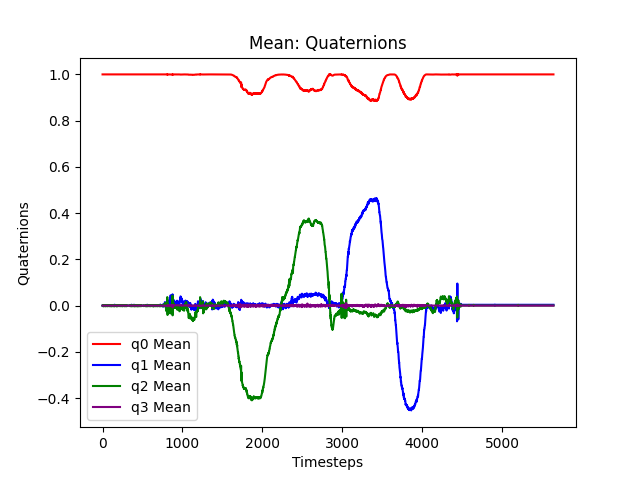 Mean: Quaternions
1.0
0.8
0.6
0.4
0.2
0.0
−0.2
−0.4
Quaternions
q0 Mean
q1 Mean
q2 Mean
q3 Mean
0 1000 2000 3000 4000 5000
Timesteps